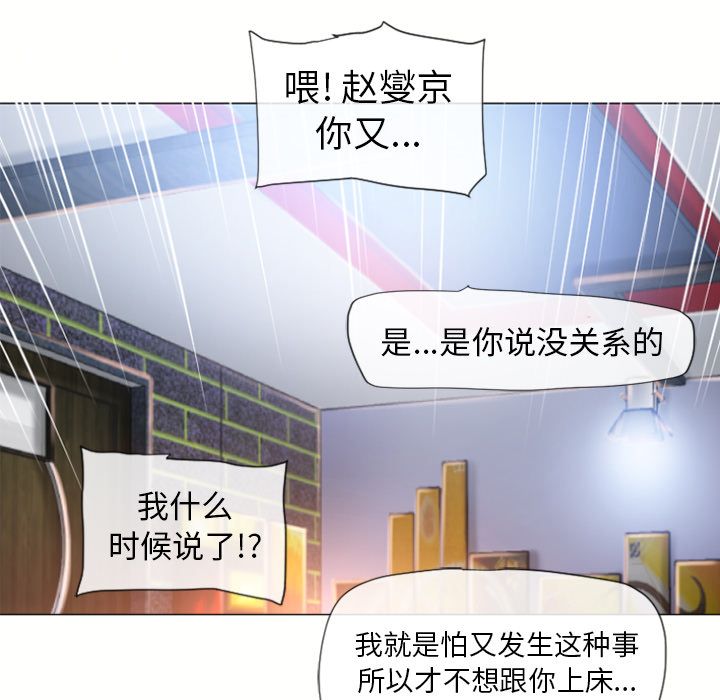 喂! 赵燮京
你又...
是...是你说没关系的
我什么
时候说了!?
我就是怕又发生这种事
所以才不想跟你上床...